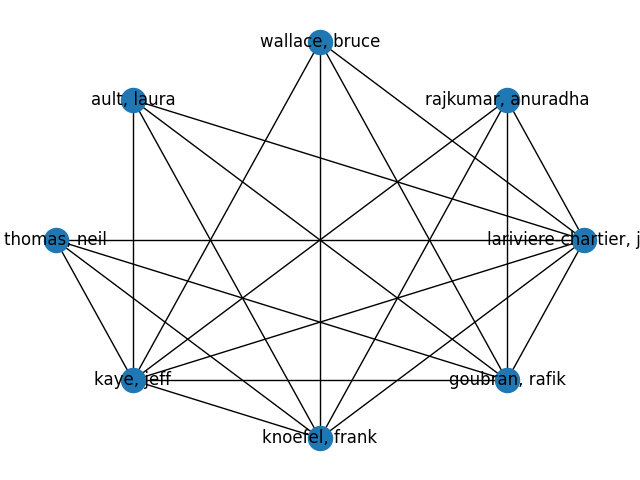 wallace, bruce
ault, laura
rajkumar, anuradha
thomas, neil
lariviere-chartier, j
kaye, jeff
goubran, rafik
knoefel, frank